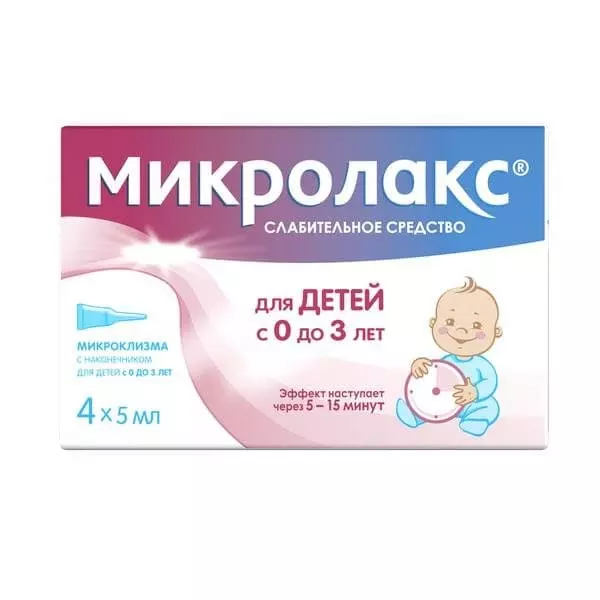 Микролакс®
СЛАБИТЕЛЬНОЕ СРЕДСТВО
для ДЕТЕЙ
с 0 до 3 лет
МИКРОКЛИЗМА
С НАКОНЕЧНИКОМ
ДЛЯ ДЕТЕЙ с 0 ДО 3 ЛЕТ
4 x 5 мл
Эффект наступает
через 5 – 15 минут